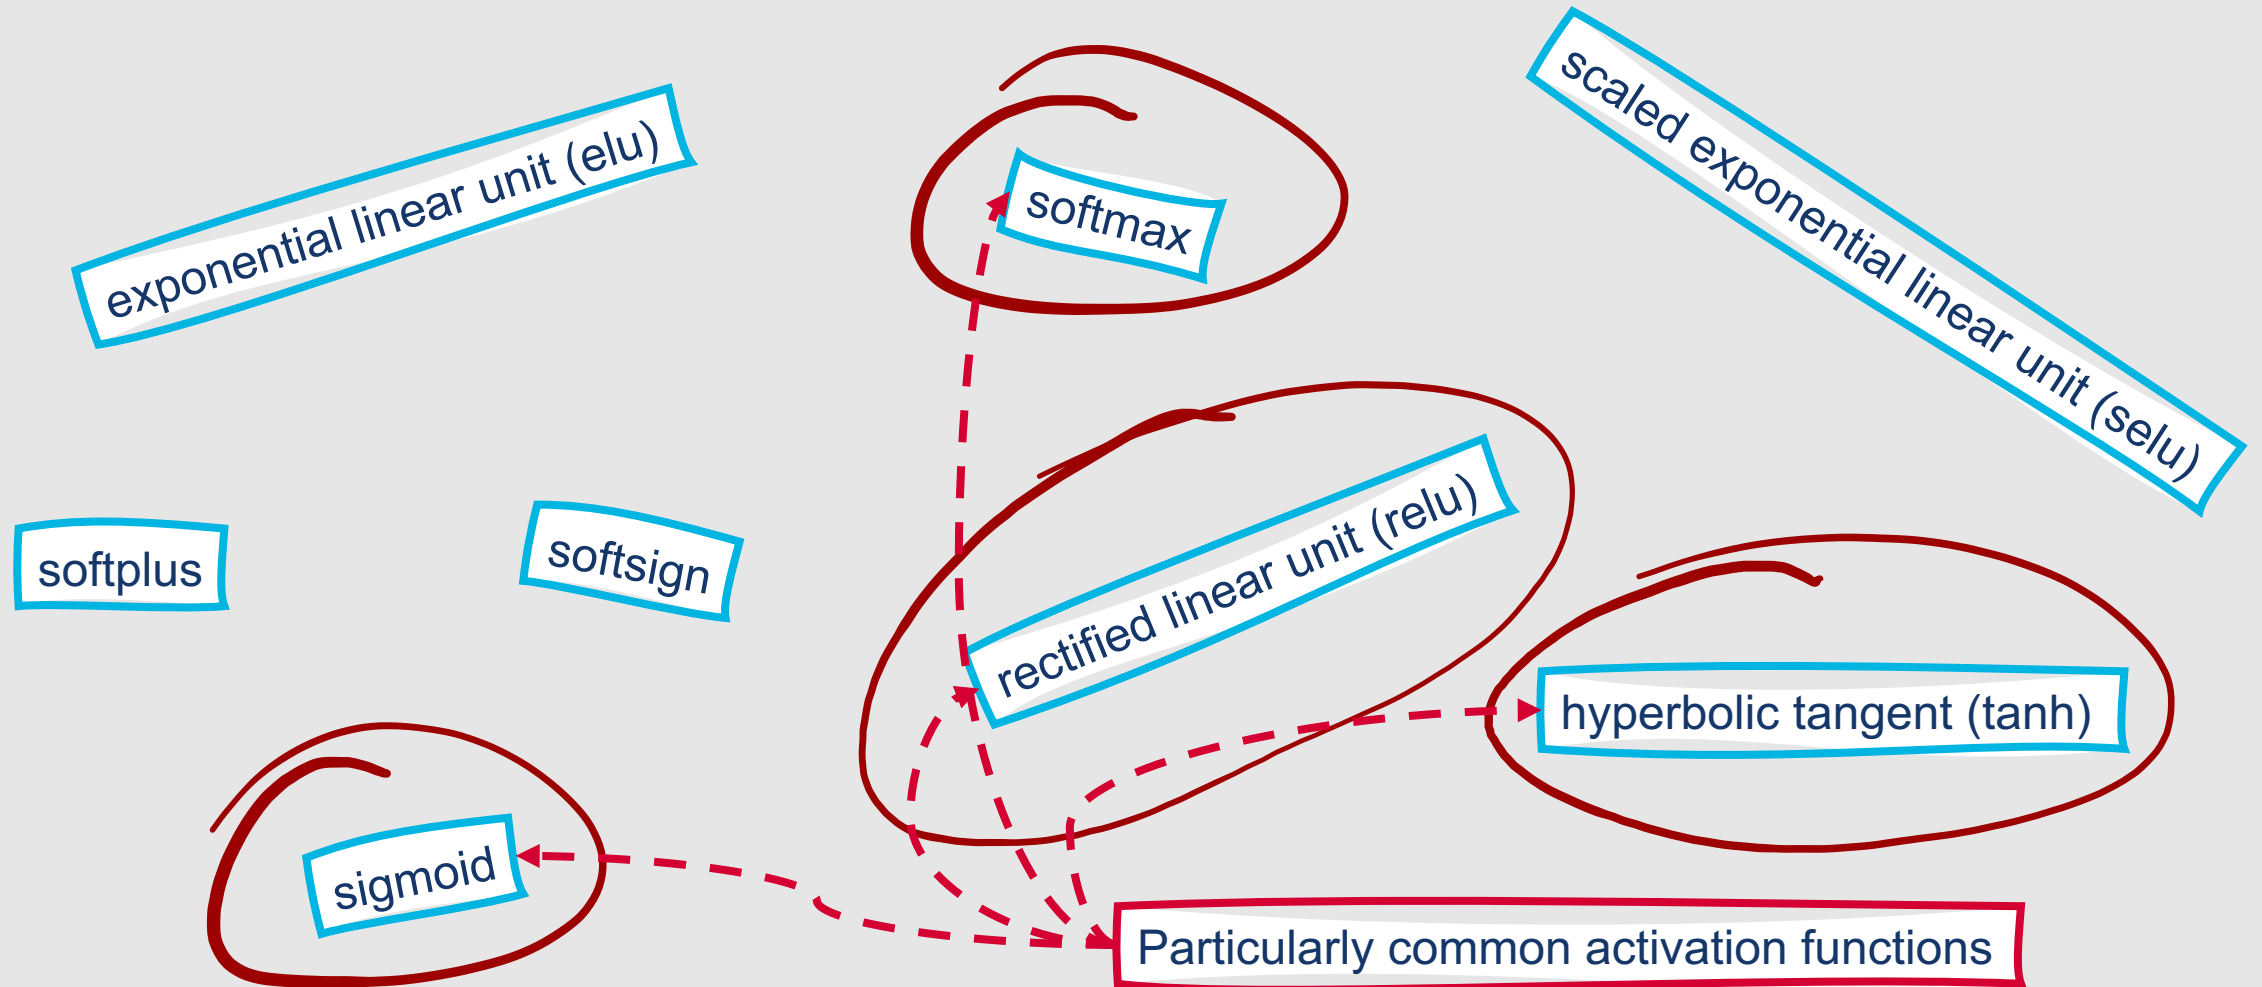 scaled exponential linear unit (selu)
exponential linear unit (elu)
softmax
softplus
softsign
rectified linear unit (relu)
hyperbolic tangent (tanh)
sigmoid
Particularly common activation functions